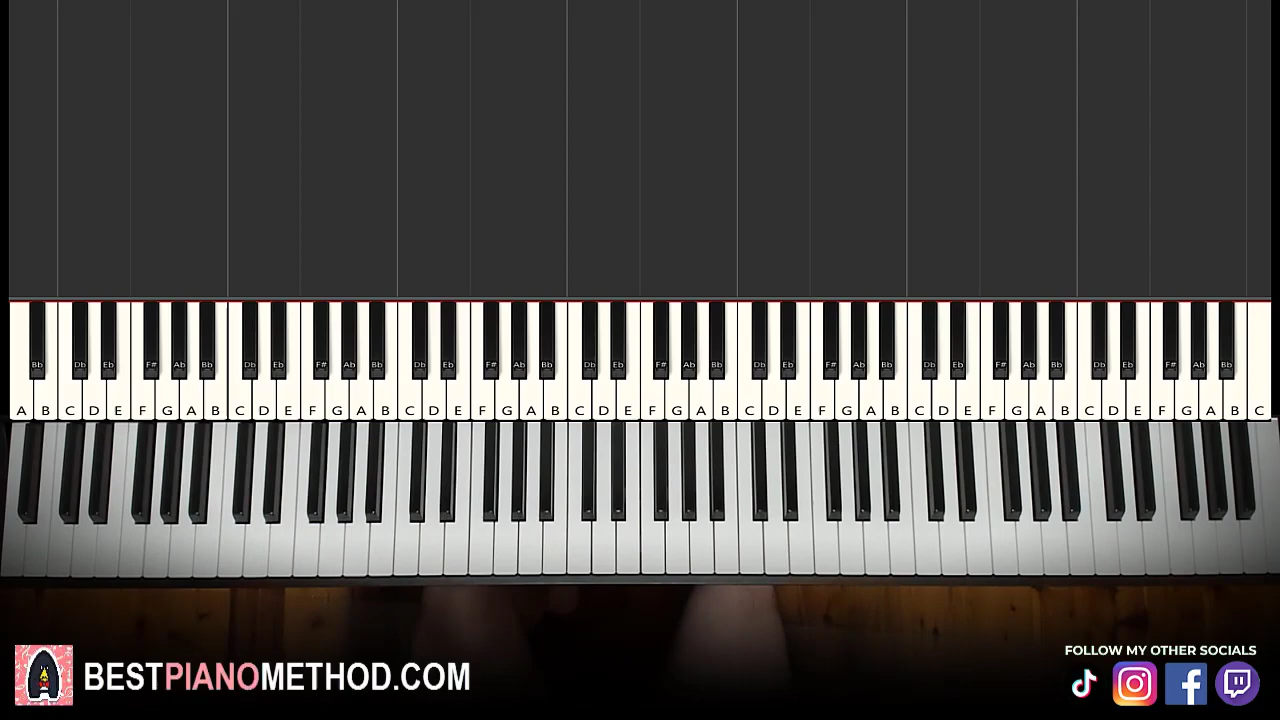 Bb Db Eb F# Ab Bb Db Eb F# Ab Bb Db Eb F# Ab Bb Db Eb F# Ab Bb Db Eb F# Ab Bb Db Eb F# Ab Bb Db Eb F# Ab Bb
A B C D E F G A B C D E F G A B C D E F G A B C D E F G A B C D E F G A B C D E F G A B C D E F G A B C
FOLLOW MY OTHER SOCIALS
BESTPIANOMETHOD.COM